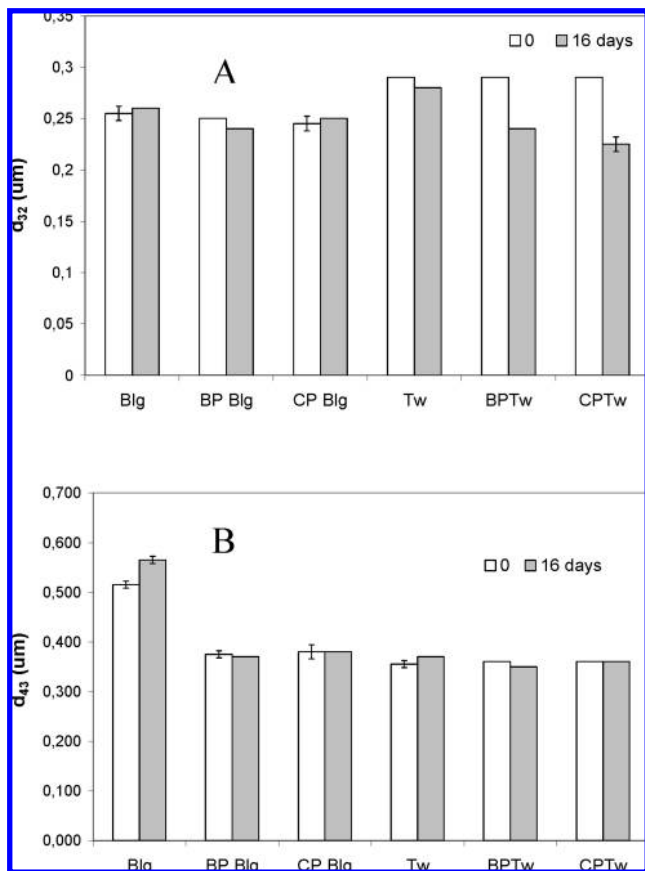 0,35
0 16 days
A
0,3
0,25
0,2
0,15
0,1
0,05
0
d32 (um)
Blg BP Blg CP Blg Tw BPTw CPTw
0,700
0,600
B
0 16 days
0,500
0,400
0,300
0,200
0,100
0,000
d43 (um)
Blg BP Blg CP Blg Tw BPTw CPTw